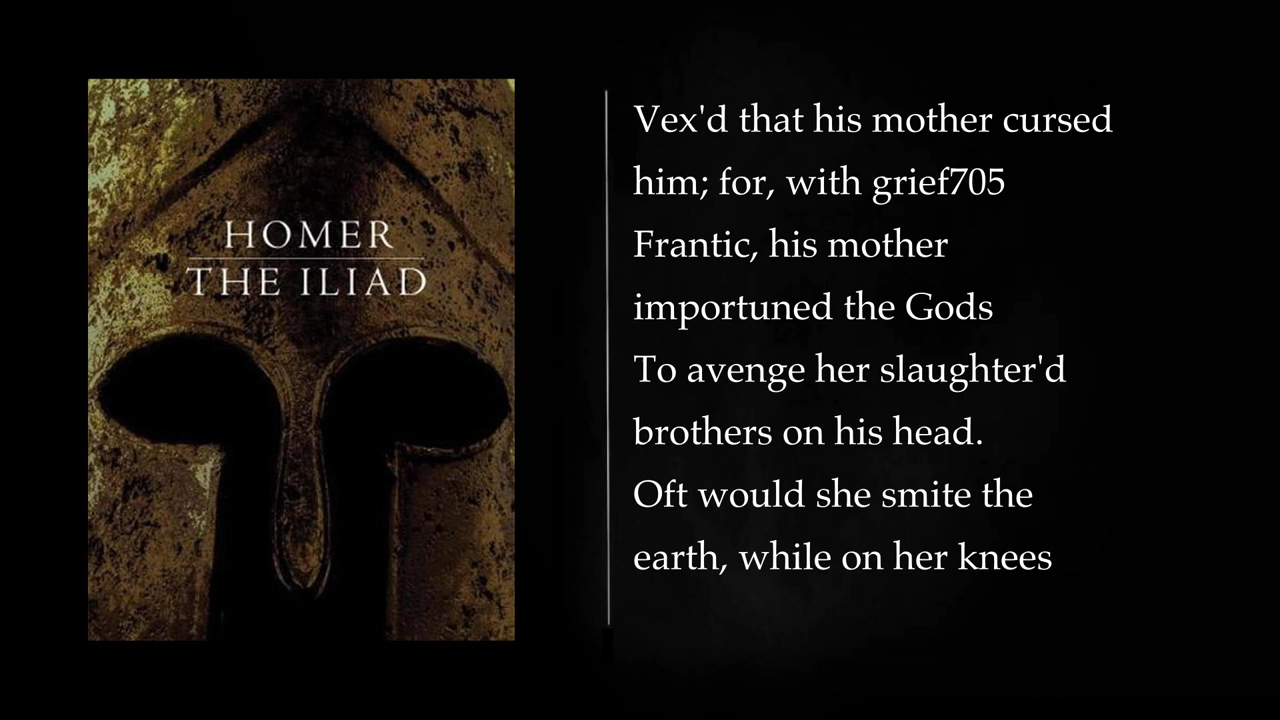 HOMER
THE ILIAD
Vex'd that his mother cursed
him; for, with grief705
Frantic, his mother
importuned the Gods
To avenge her slaughter'd
brothers on his head.
Oft would she smite the
earth, while on her knees